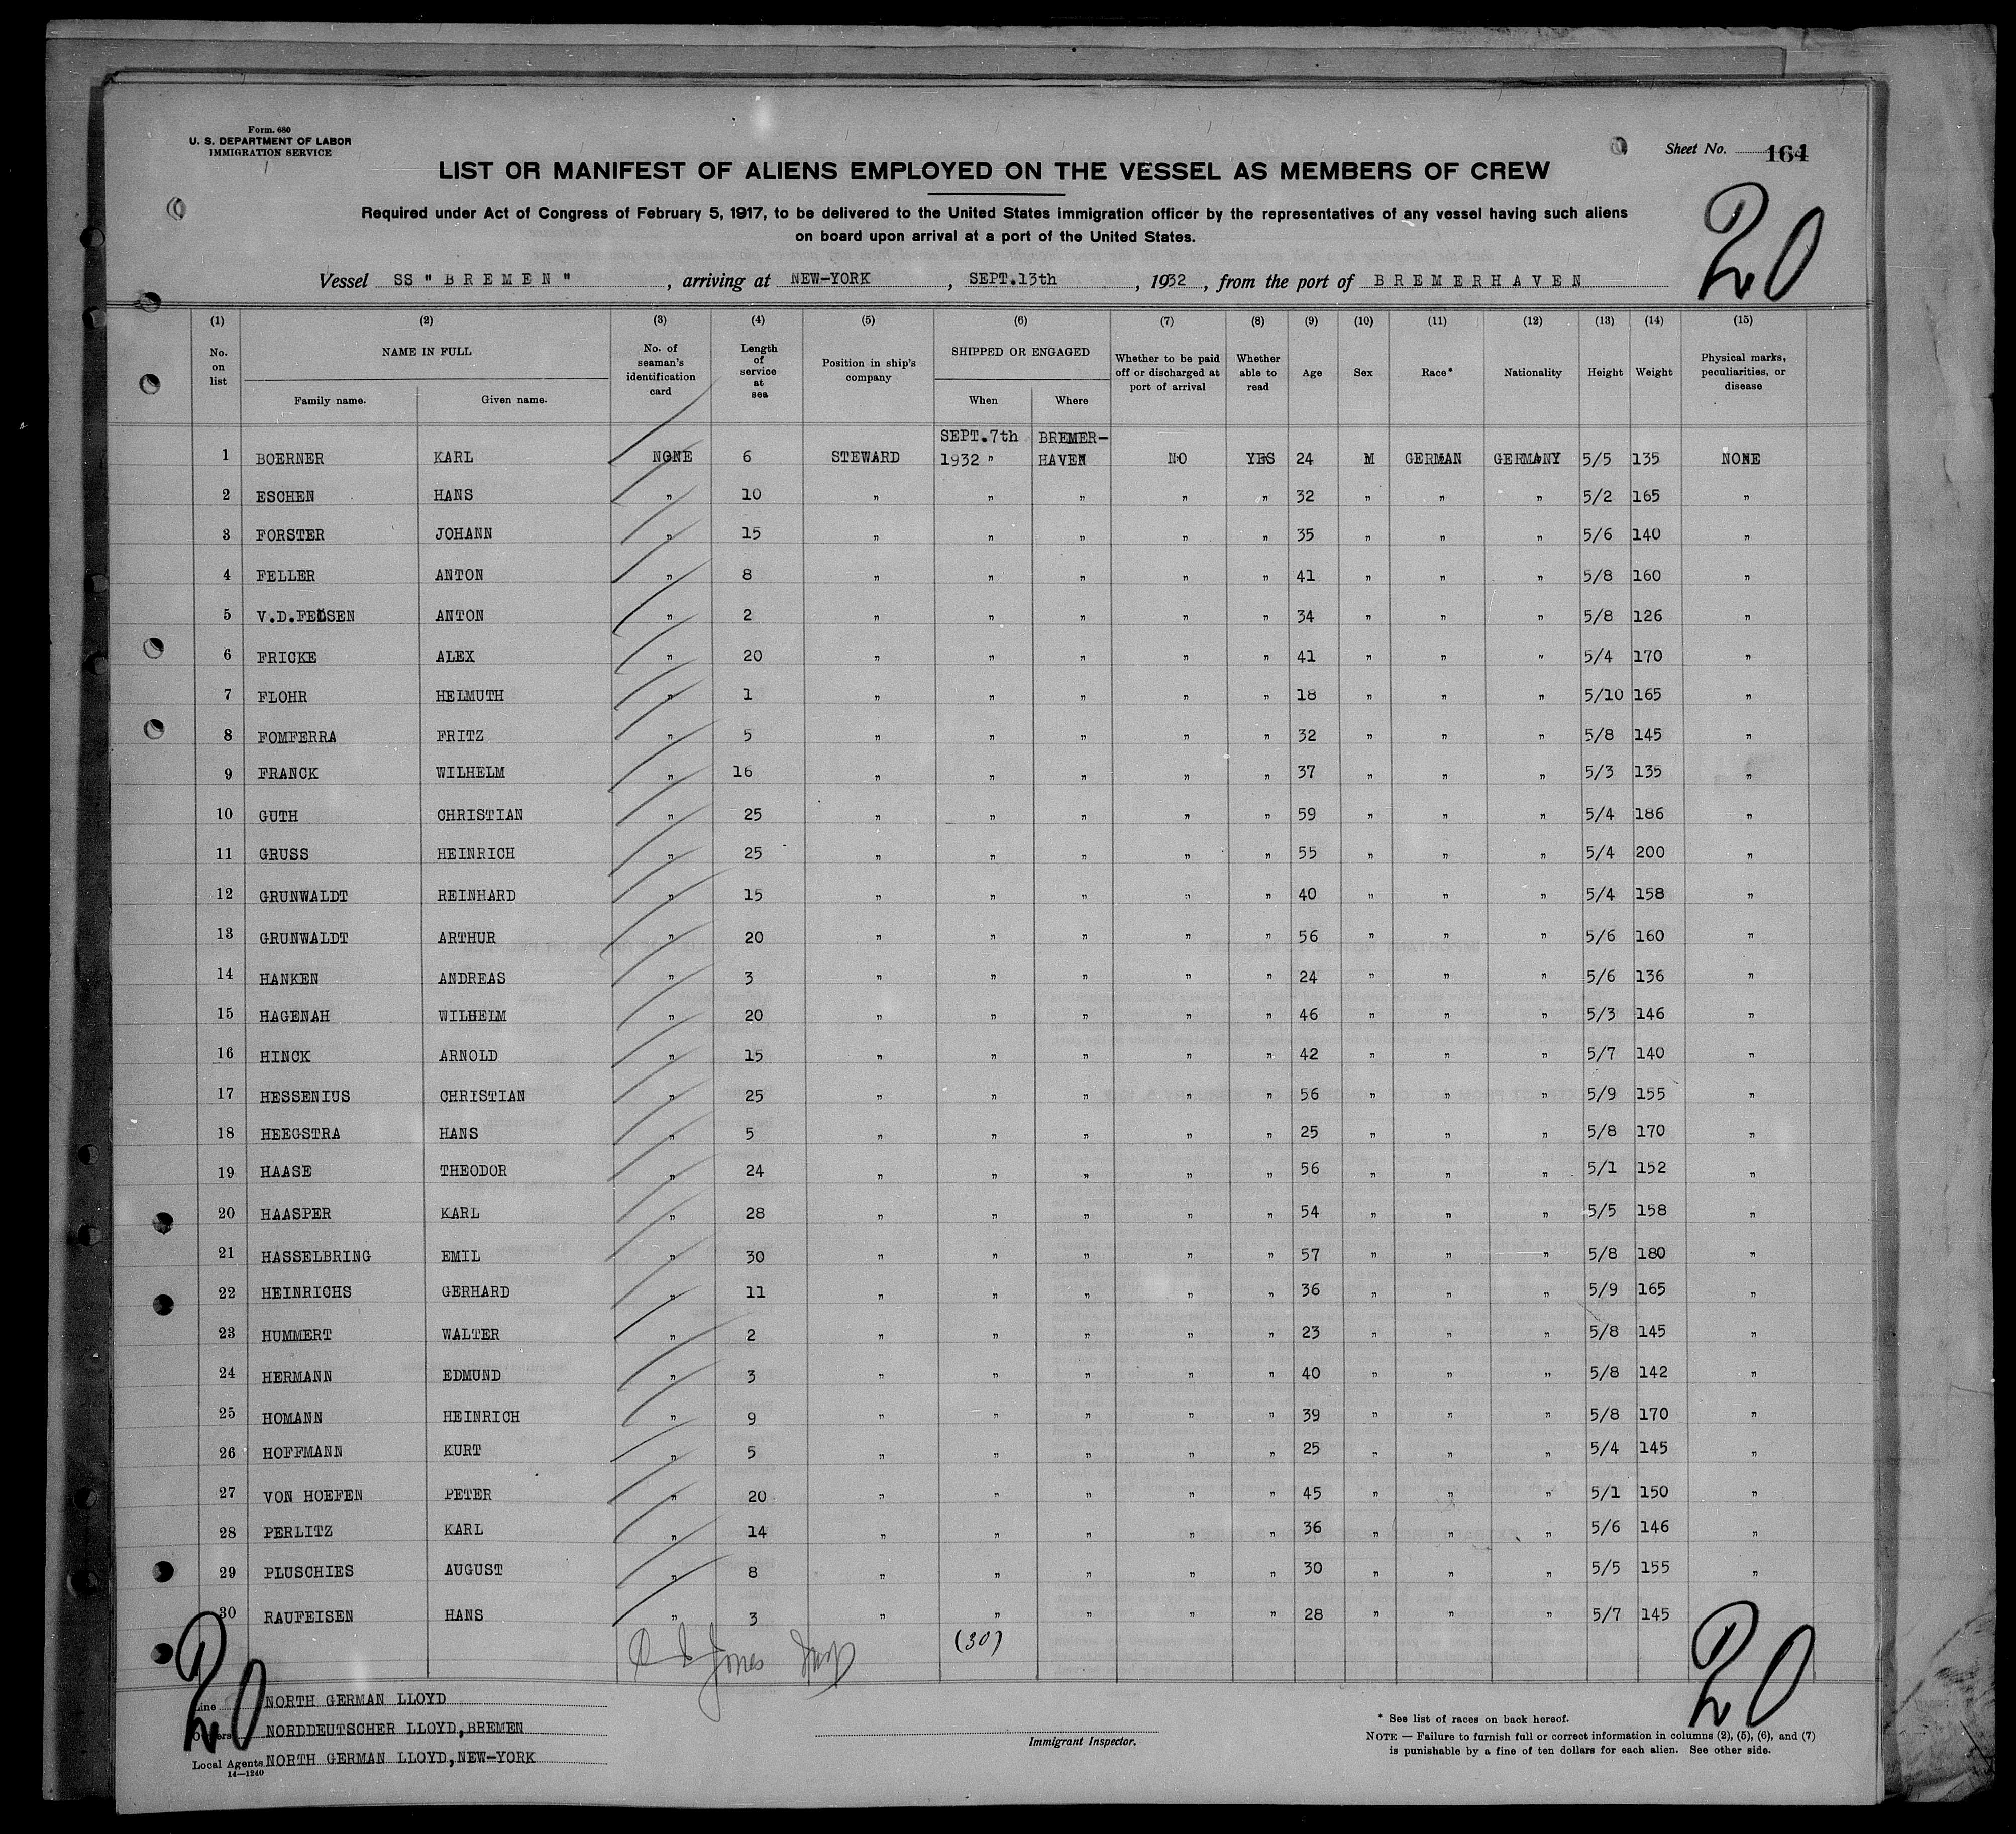 Form. 680
U. S. DEPARTMENT OF LABOR
IMMIGRATION SERVICE
Sheet No. 164
LIST OR MANIFEST OF ALIENS EMPLOYED ON THE VESSEL AS MEMBERS OF CREW
Required under Act of Congress of February 5, 1917, to be delivered to the United States immigration officer by the representatives of any vessel having such aliens
on board upon arrival at a port of the United States.
20
Vessel SS "BREMEN", arriving at NEW-YORK, SEPT.13th, 1932, from the port of BREMERHAVEN
(1) (2) (3) (4) (5) (6) (7) (8) (9) (10) (11) (12) (13) (14) (15)
No. on list NAME IN FULL Family name. Given name. No. of seaman's identification card Length of service at sea Position in ship's company SHIPPED OR ENGAGED When Where Whether to be paid off or discharged at port of arrival Whether able to read Age Sex Race* Nationality Height Weight Physical marks, peculiarities, or disease
SEPT.7th BREMER-
1 BOERNER KARL NONE 6 STEWARD 1932 " HAVEN NO YES 24 M GERMAN GERMANY 5/5 135 NONE
2 ESCHEN HANS " 10 " " " " " 32 " " " 5/2 165 "
3 FORSTER JOHANN " 15 " " " " " 35 " " " 5/6 140 "
4 FELLER ANTON " 8 " " " " " 41 " " " 5/8 160 "
5 V.D.FELSEN ANTON " 2 " " " " " 34 " " " 5/8 126 "
6 FRICKE ALEX " 20 " " " " " 41 " " " 5/4 170 "
7 FLOHR HELMUTH " 1 " " " " " 18 " " " 5/10 165 "
8 FOMFERRA FRITZ " 5 " " " " " 32 " " " 5/8 145 "
9 FRANCK WILHELM " 16 " " " " " 37 " " " 5/3 135 "
10 GUTH CHRISTIAN " 25 " " " " " 59 " " " 5/4 186 "
11 GRUSS HEINRICH " 25 " " " " " 55 " " " 5/4 200 "
12 GRUNWALDT REINHARD " 15 " " " " " 40 " " " 5/4 158 "
13 GRUNWALDT ARTHUR " 20 " " " " " 56 " " " 5/6 160 "
14 HANKEN ANDREAS " 3 " " " " " 24 " " " 5/6 136 "
15 HAGENAH WILHELM " 20 " " " " " 46 " " " 5/3 146 "
16 HINCK ARNOLD " 15 " " " " " 42 " " " 5/7 140 "
17 HESSENIUS CHRISTIAN " 25 " " " " " 56 " " " 5/9 155 "
18 HEEGSTRA HANS " 5 " " " " " 25 " " " 5/8 170 "
19 HAASE THEODOR " 24 " " " " " 56 " " " 5/1 152 "
20 HAASPER KARL " 28 " " " " " 54 " " " 5/5 158 "
21 HASSELBRING EMIL " 30 " " " " " 57 " " " 5/8 180 "
22 HEINRICHS GERHARD " 11 " " " " " 36 " " " 5/9 165 "
23 HUMMERT WALTER " 2 " " " " " 23 " " " 5/8 145 "
24 HERMANN EDMUND " 3 " " " " " 40 " " " 5/8 142 "
25 HOMANN HEINRICH " 9 " " " " " 39 " " " 5/8 170 "
26 HOFFMANN KURT " 5 " " " " " 25 " " " 5/4 145 "
27 VON HOEFEN PETER " 20 " " " " " 45 " " " 5/1 150 "
28 PERLITZ KARL " 14 " " " " " 36 " " " 5/6 146 "
29 PLUSCHIES AUGUST " 8 " " " " " 30 " " " 5/5 155 "
30 RAUFEISEN HANS " 3 " " " " " 28 " " " 5/7 145 "
Jones Insp (30)
20 20
Line NORTH GERMAN LLOYD
Owners NORDDEUTSCHER LLOYD,BREMEN
Local Agents NORTH GERMAN LLOYD,NEW-YORK
14—1240
Immigrant Inspector.
* See list of races on back hereof.
NOTE — Failure to furnish full or correct information in columns (2), (5), (6), and (7)
is punishable by a fine of ten dollars for each alien. See other side.